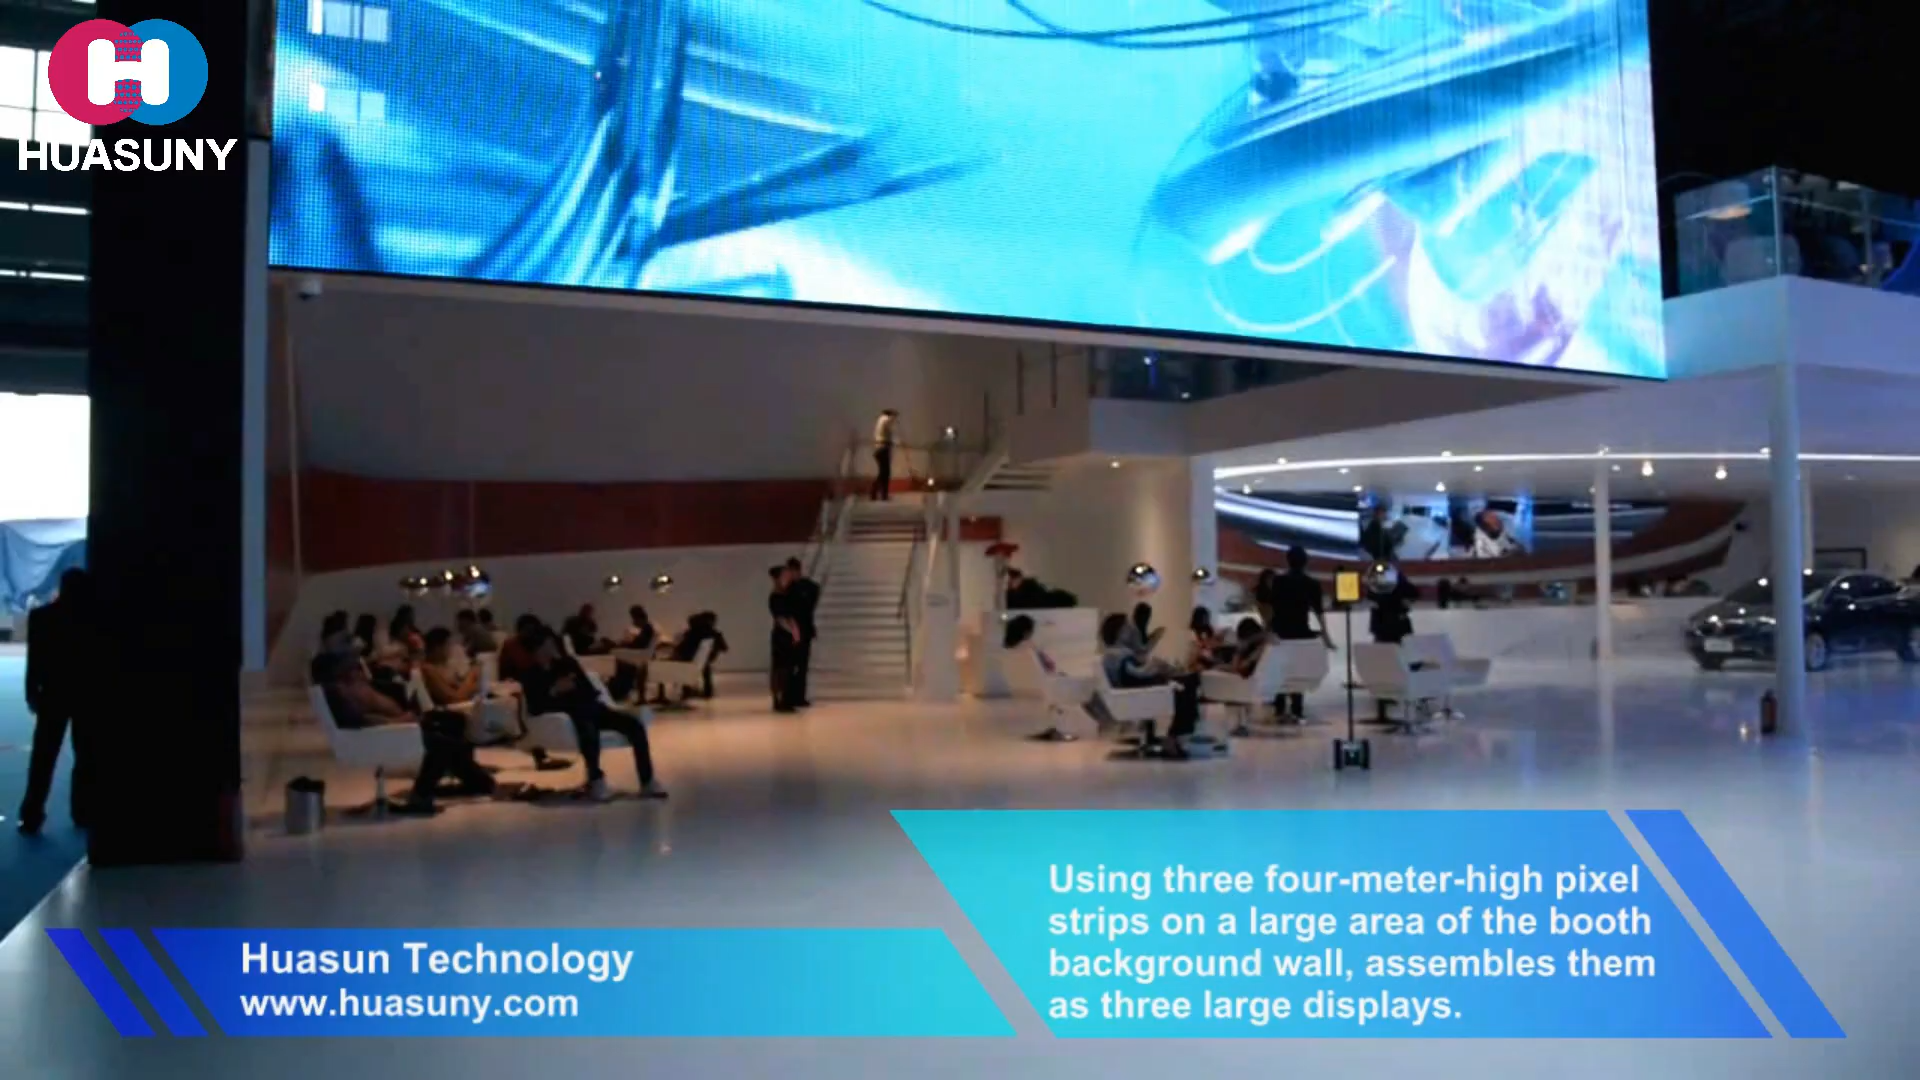 HUASUNY
Huasun Technology
www.huasuny.com
Using three four-meter-high pixel
strips on a large area of the booth
background wall, assembles them
as three large displays.